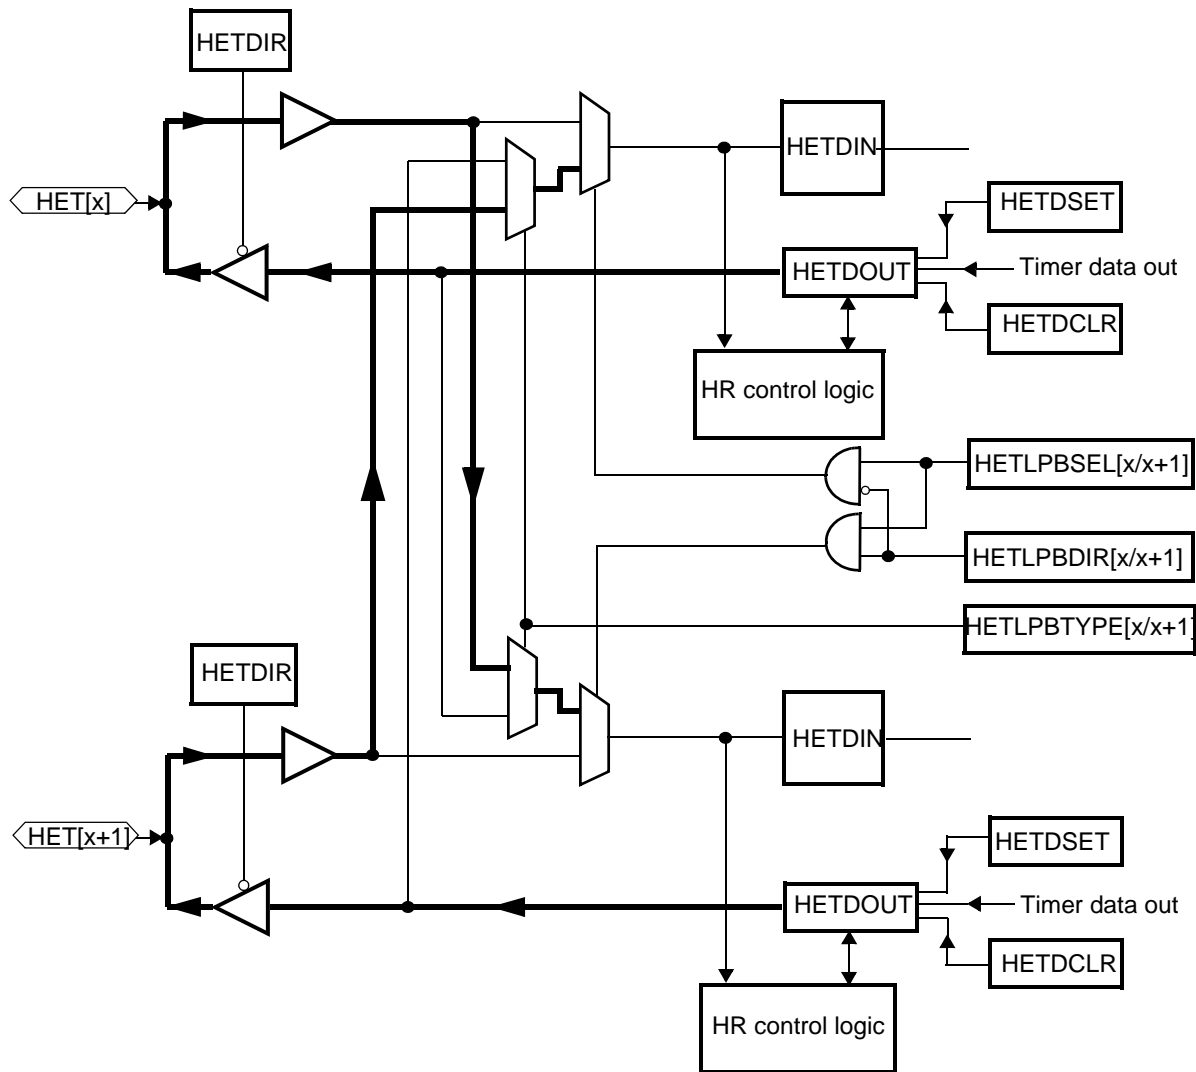 HETDIR
HETDIN
HET[x]
HETDSET
HETDOUT
Timer data out
HETDCLR
HR control logic
HETLPBSEL[x/x+1]
HETLPBDIR[x/x+1]
HETLPBTYPE[x/x+1]
HETDIR
HETDIN
HET[x+1]
HETDSET
HETDOUT
Timer data out
HETDCLR
HR control logic